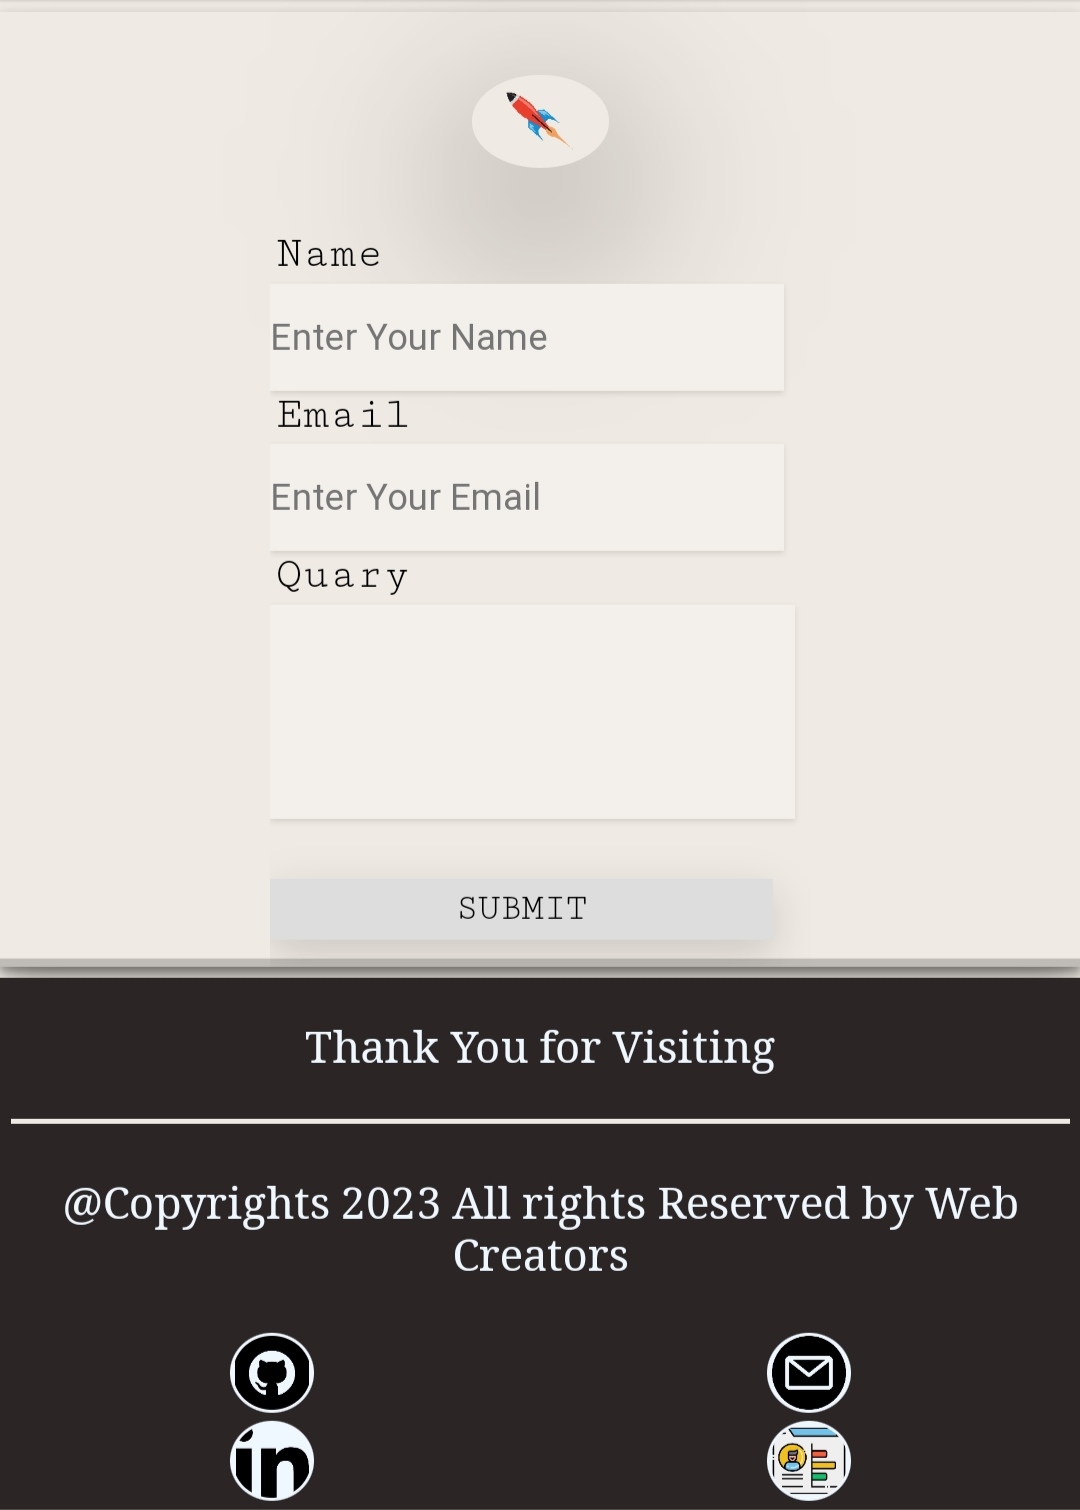 Name
Enter Your Name
Email
Enter Your Email
Quary
SUBMIT
Thank You for Visiting
@Copyrights 2023 All rights Reserved by Web
Creators
in